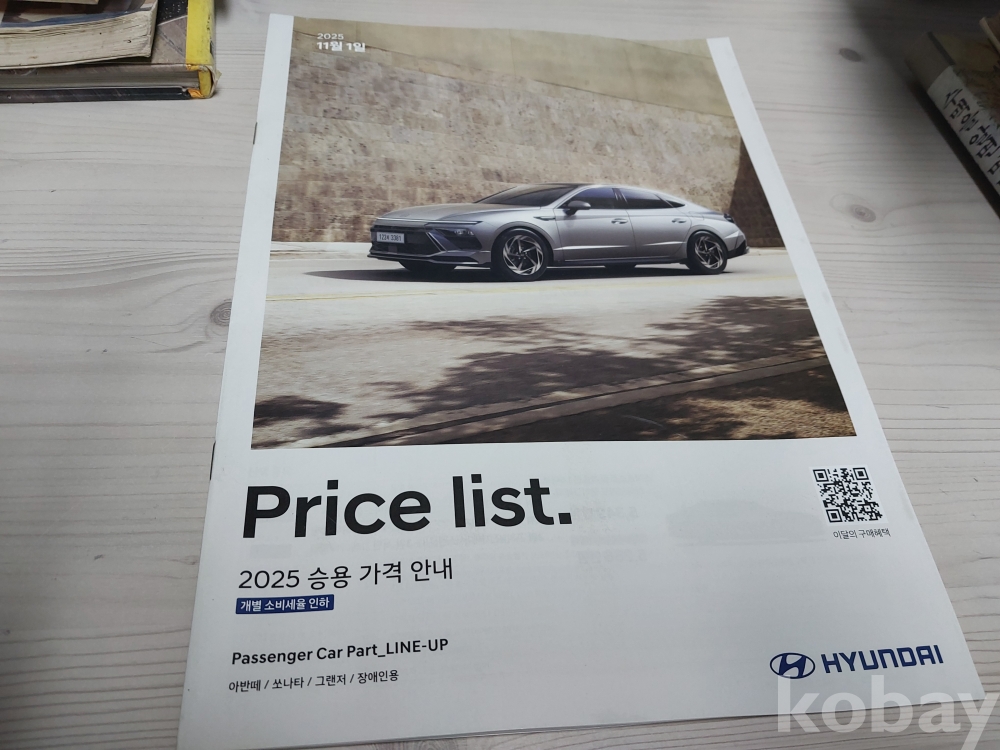 2025
11월 1일
Price list.
이달의 구매혜택
2025 승용 가격 안내
개별 소비세율 인하
Passenger Car Part_LINE-UP
아반떼 / 쏘나타 / 그랜저 / 장애인용
HYUNDAI
kobay